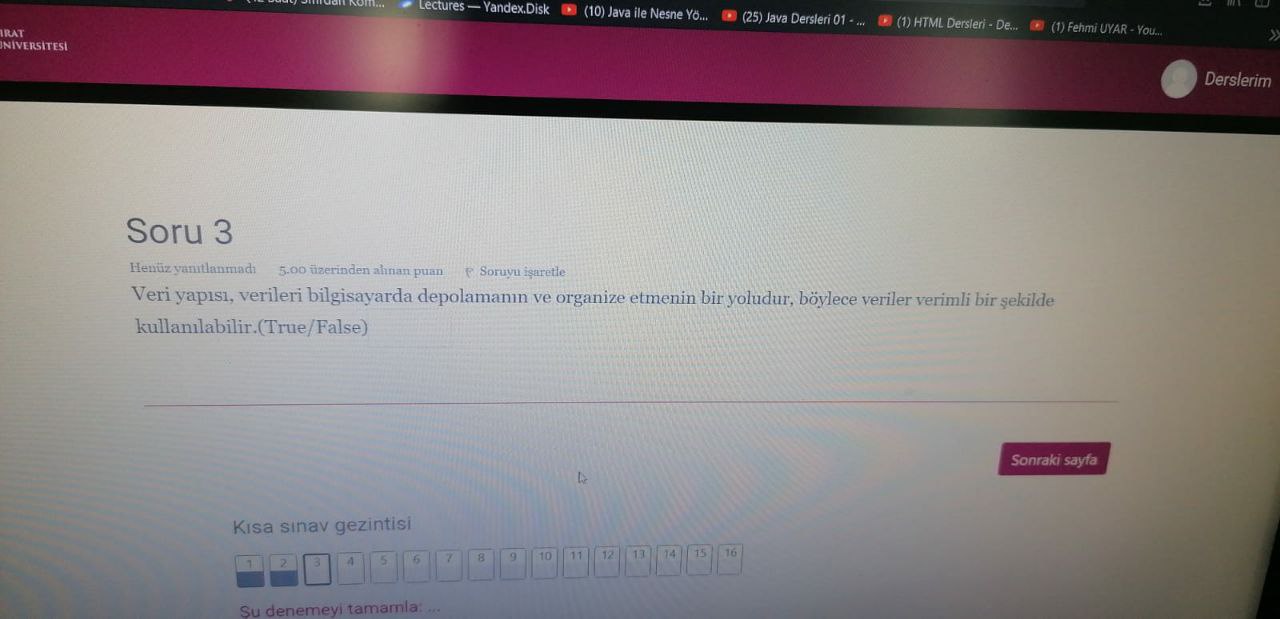 Lectures — Yandex.Disk (10) Java ile Nesne Yö... (25) Java Dersleri 01 - ... (1) HTML Dersleri - De... (1) Fehmi UYAR - You...
Derslerim
Soru 3
Henüz yanıtlanmadı 5.00 üzerinden alınan puan Soruyu işaretle
Veri yapısı, verileri bilgisayarda depolamanın ve organize etmenin bir yoludur, böylece veriler verimli bir şekilde
kullanılabilir.(True/False)
Sonraki sayfa
Kısa sınav gezintisi
1 2 3 4 5 6 7 8 9 10 11 12 13 14 15 16
Şu denemeyi tamamla: ...